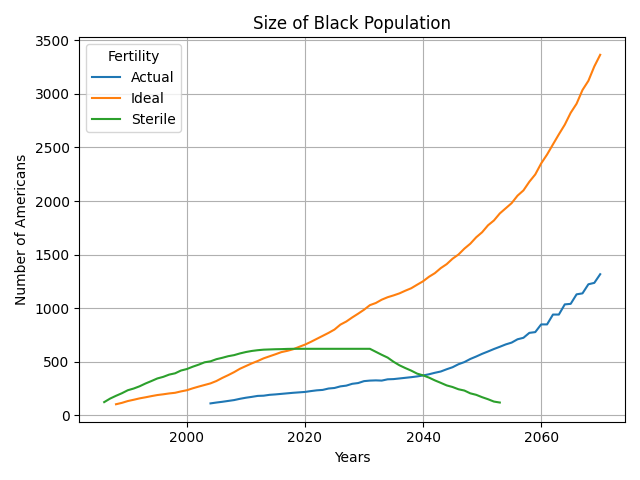 Size of Black Population
Fertility
Actual
Ideal
Sterile
Number of Americans
3500
3000
2500
2000
1500
1000
500
0
2000
2020
2040
2060
Years